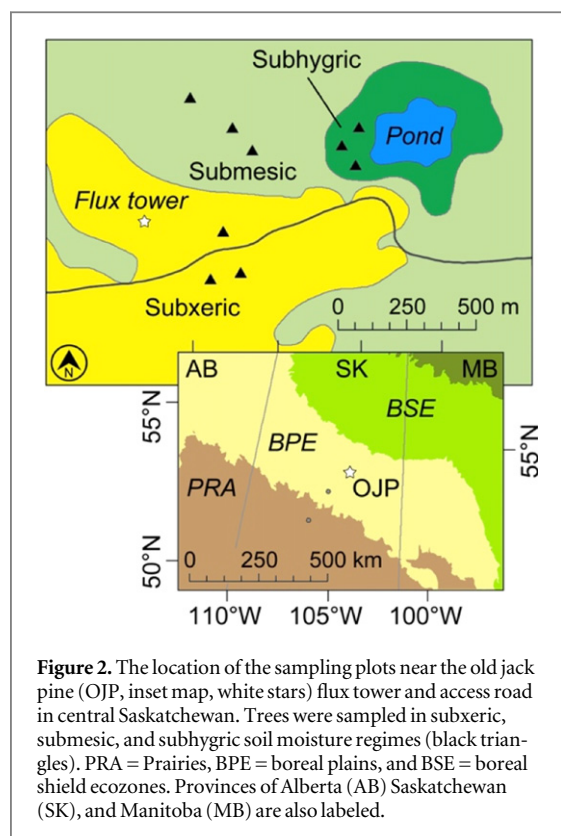 Subhygric
Pond
Submesic
Flux tower
Subxeric
0 250 500 m
N
AB SK MB
55°N
BSE
BPE
55°N
PRA
OJP
50°N
0 250 500 km
110°W 105°W 100°W
Figure 2. The location of the sampling plots near the old jack
pine (OJP, inset map, white stars) flux tower and access road
in central Saskatchewan. Trees were sampled in subxeric,
submesic, and subhygric soil moisture regimes (black trian-
gles). PRA = Prairies, BPE = boreal plains, and BSE = boreal
shield ecozones. Provinces of Alberta (AB) Saskatchewan
(SK), and Manitoba (MB) are also labeled.